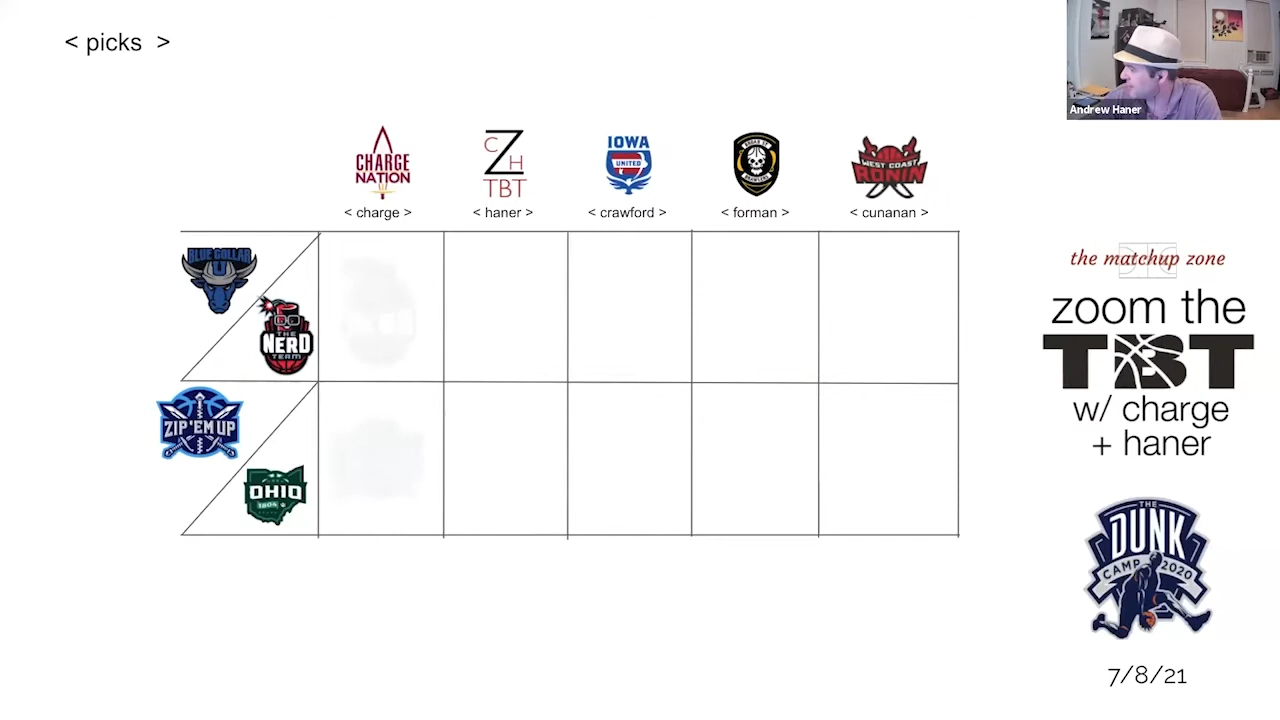 < picks >
Andrew Haner
CHARGE
NATION
C
Z
H
TBT
IOWA
UNITED
WEST COAST
RONIN
< charge >
< haner >
< crawford >
< forman >
< cunanan >
BLUE COLLAR
U
THE
NERD
TEAM
ZIP 'EM UP
OHIO
1804
the matchup zone
zoom the
TBT
w/ charge
+ haner
THE
DUNK
CAMP 2020
7/8/21